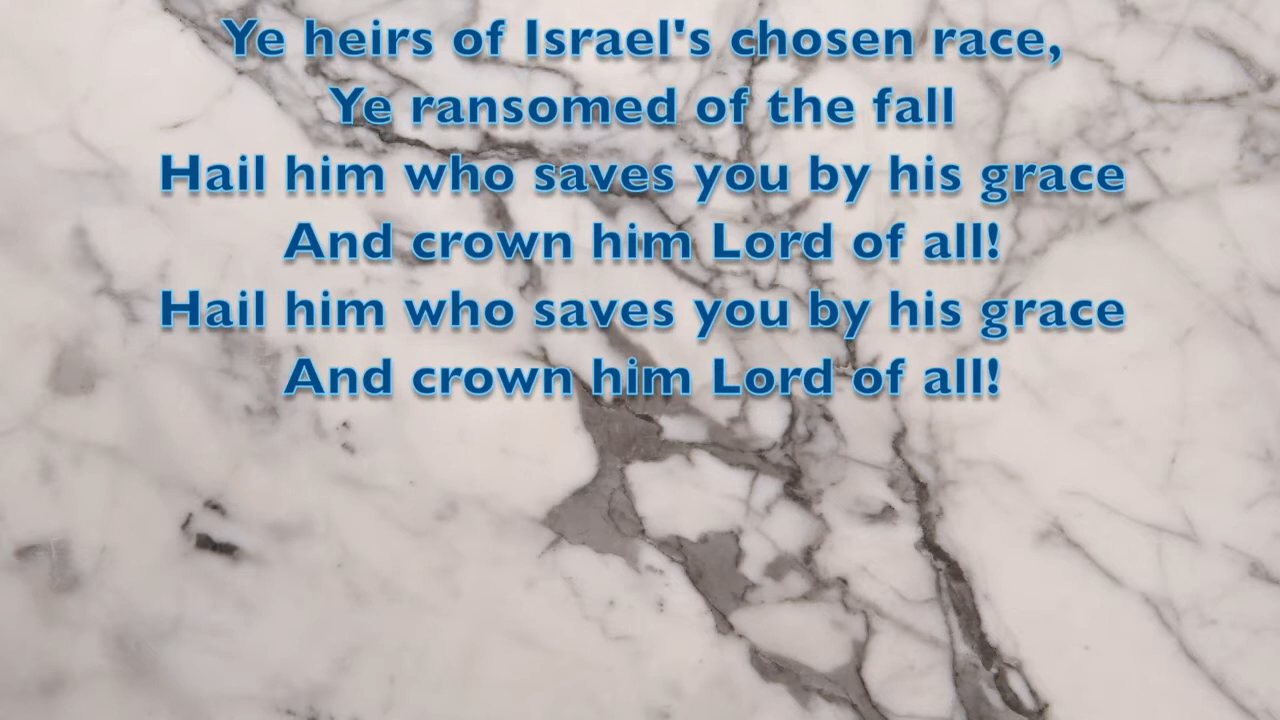 Ye heirs of Israel's chosen race,
Ye ransomed of the fall
Hail him who saves you by his grace
And crown him Lord of all!
Hail him who saves you by his grace
And crown him Lord of all!